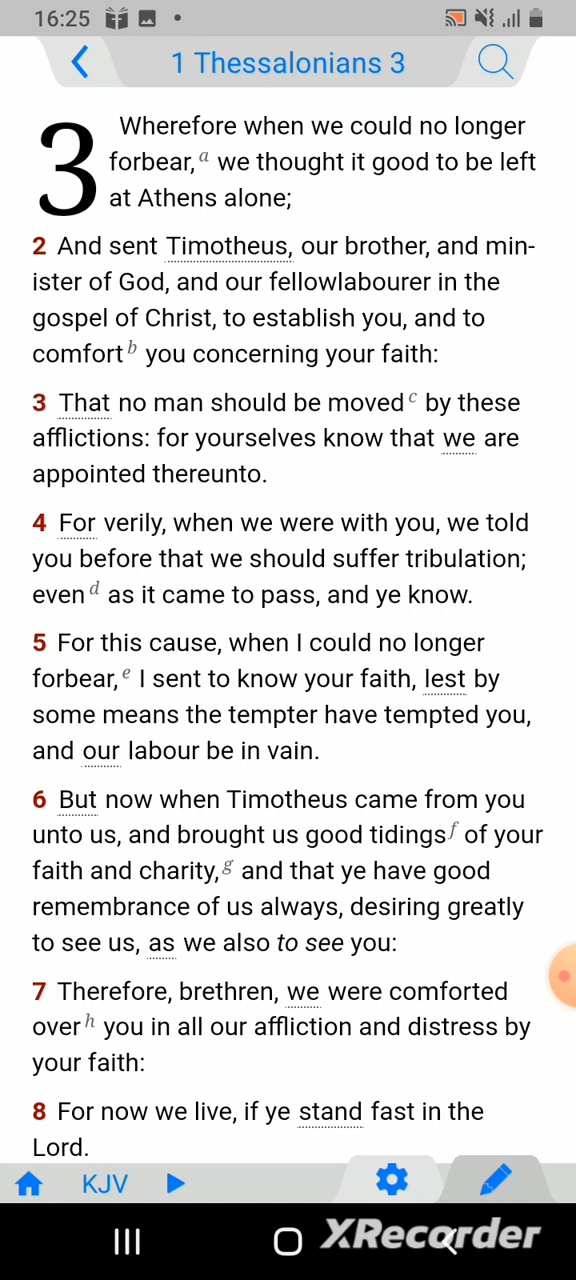 16:25
1 Thessalonians 3
3 Wherefore when we could no longer
forbear, a we thought it good to be left
at Athens alone;
2 And sent Timotheus, our brother, and min-
ister of God, and our fellowlabourer in the
gospel of Christ, to establish you, and to
comfort b you concerning your faith:
3 That no man should be moved c by these
afflictions: for yourselves know that we are
appointed thereunto.
4 For verily, when we were with you, we told
you before that we should suffer tribulation;
even d as it came to pass, and ye know.
5 For this cause, when I could no longer
forbear, e I sent to know your faith, lest by
some means the tempter have tempted you,
and our labour be in vain.
6 But now when Timotheus came from you
unto us, and brought us good tidings f of your
faith and charity, g and that ye have good
remembrance of us always, desiring greatly
to see us, as we also to see you:
7 Therefore, brethren, we were comforted
over h you in all our affliction and distress by
your faith:
8 For now we live, if ye stand fast in the
Lord.
KJV
XRecorder